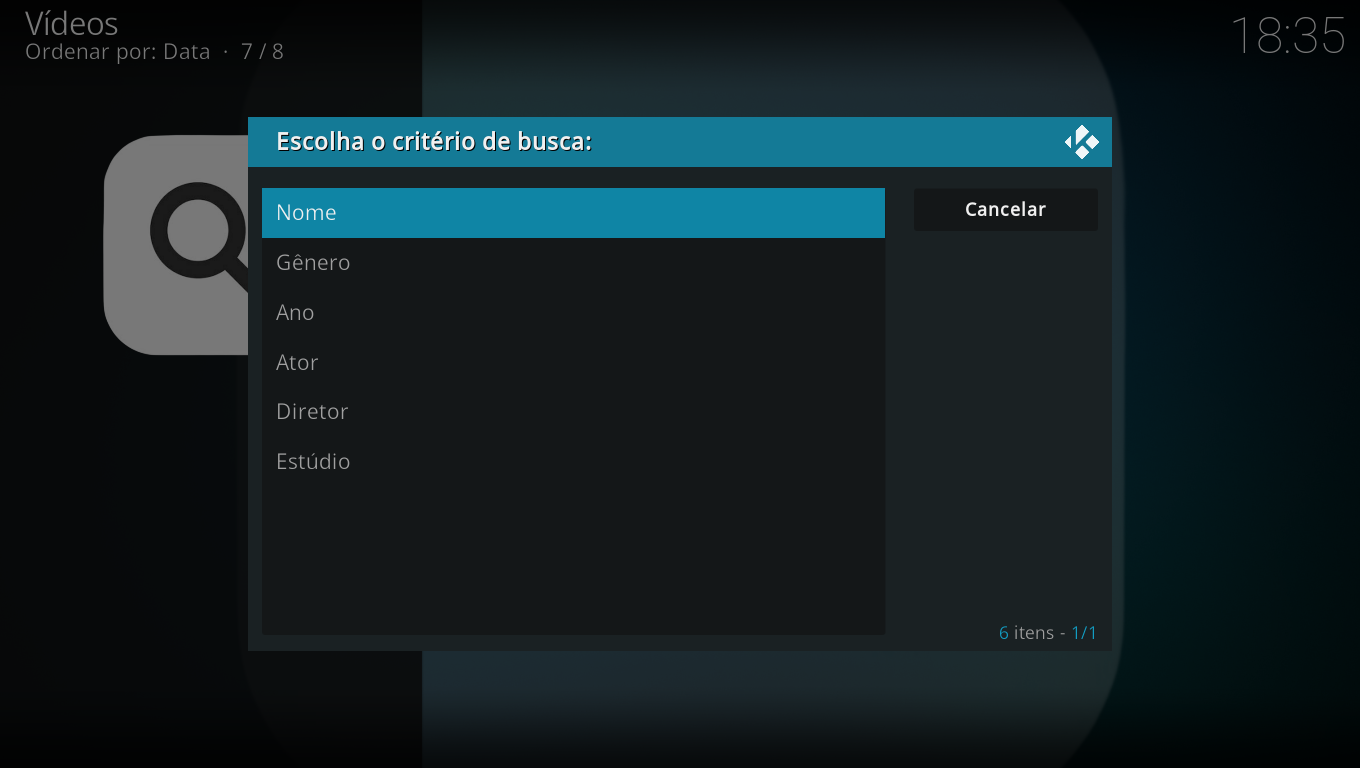 Vídeos
Ordenar por: Data · 7 / 8
18:35
Escolha o critério de busca:
Nome
Gênero
Ano
Ator
Diretor
Estúdio
Cancelar
6 itens - 1/1